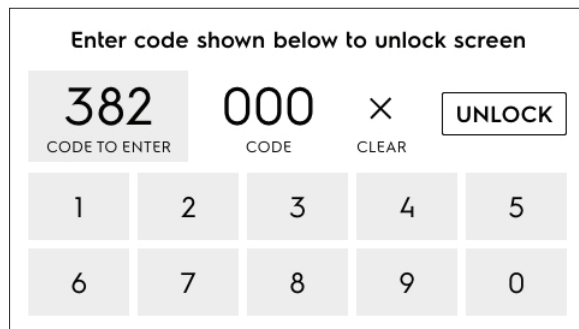 Enter code shown below to unlock screen
382 000 × UNLOCK
CODE TO ENTER CODE CLEAR
1 2 3 4 5
6 7 8 9 0